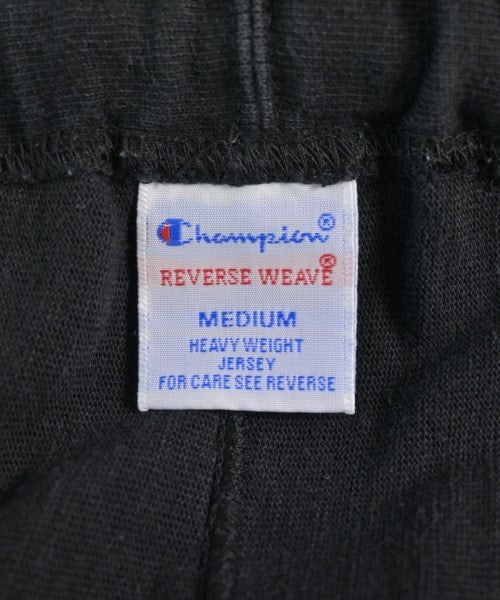 Champion®
REVERSE WEAVE®
MEDIUM
HEAVY WEIGHT
JERSEY
FOR CARE SEE REVERSE